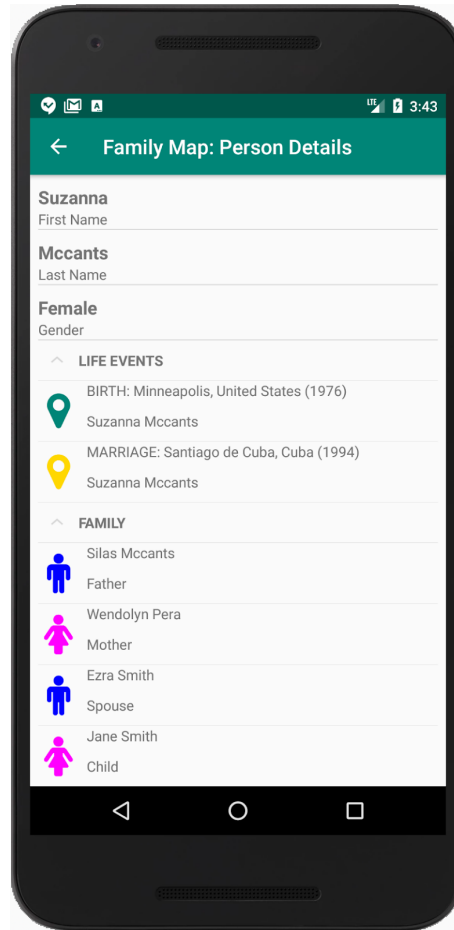 LTE 3:43
Family Map: Person Details
Suzanna
First Name
Mccants
Last Name
Female
Gender
LIFE EVENTS
BIRTH: Minneapolis, United States (1976)
Suzanna Mccants
MARRIAGE: Santiago de Cuba, Cuba (1994)
Suzanna Mccants
FAMILY
Silas Mccants
Father
Wendolyn Pera
Mother
Ezra Smith
Spouse
Jane Smith
Child